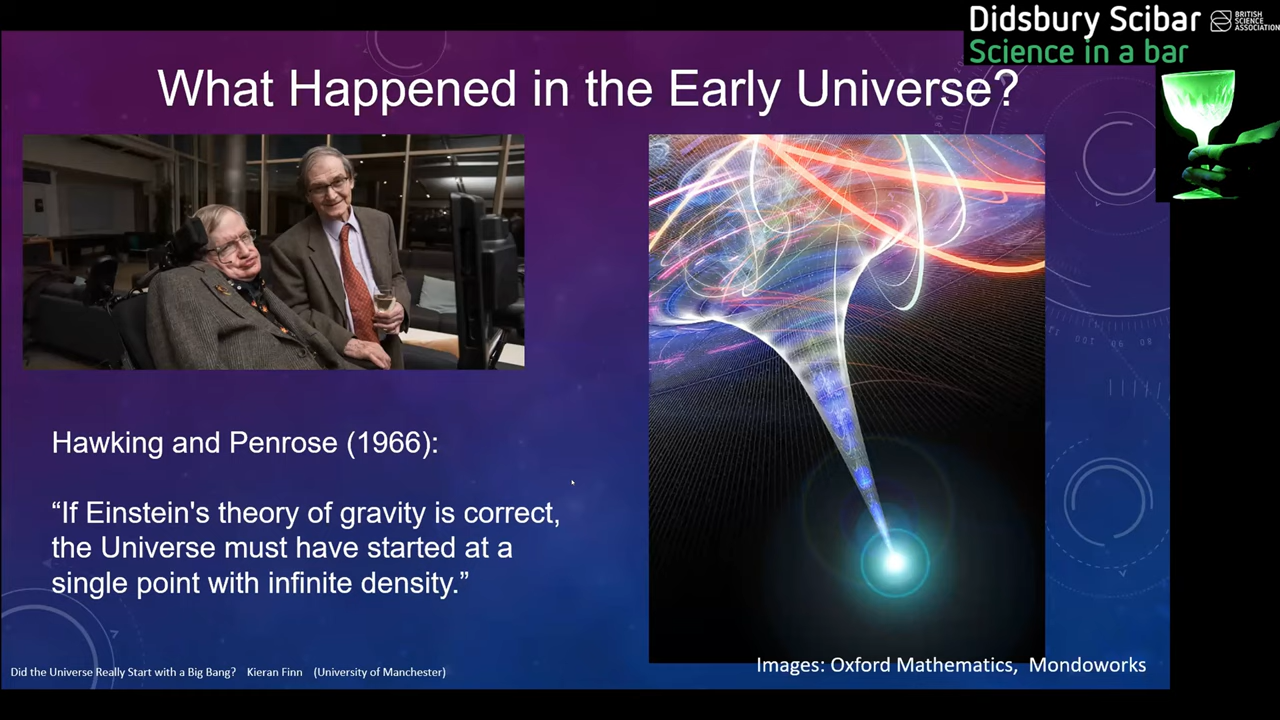 Didsbury Scibar
BRITISH
SCIENCE
ASSOCIATION
Science in a bar
What Happened in the Early Universe?
Hawking and Penrose (1966):
“If Einstein's theory of gravity is correct,
the Universe must have started at a
single point with infinite density.”
Did the Universe Really Start with a Big Bang? Kieran Finn (University of Manchester)
Images: Oxford Mathematics, Mondoworks